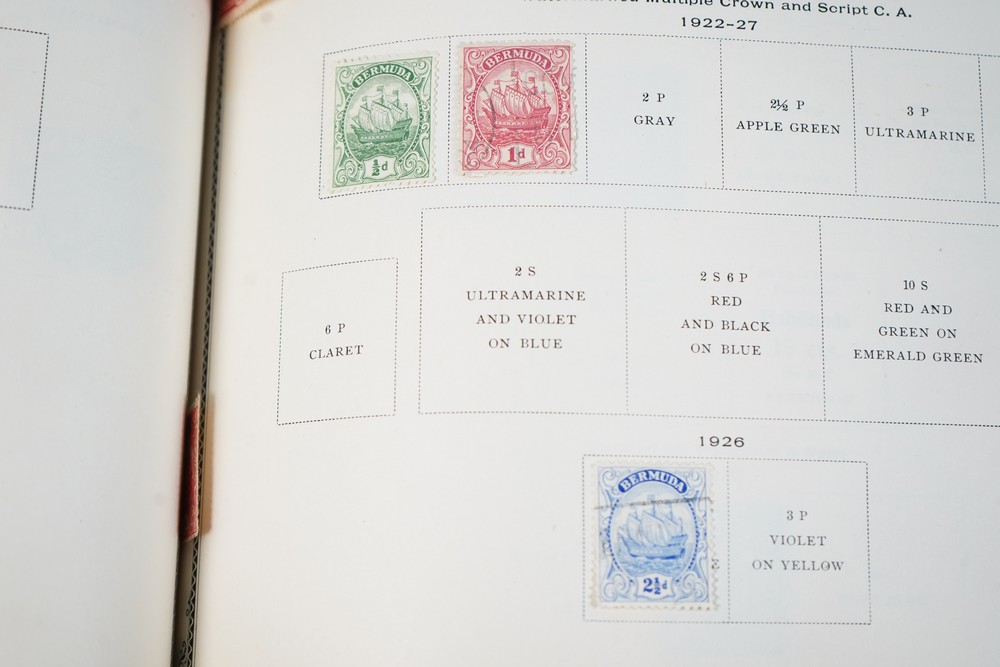 Multiple Crown and Script C. A.
1922-27
BERMUDA
½d
BERMUDA
1d
2 P
GRAY
2½ P
APPLE GREEN
3 P
ULTRAMARINE
6 P
CLARET
2 S
ULTRAMARINE
AND VIOLET
ON BLUE
2 S 6 P
RED
AND BLACK
ON BLUE
10 S
RED AND
GREEN ON
EMERALD GREEN
1926
BERMUDA
2½d
3 P
VIOLET
ON YELLOW